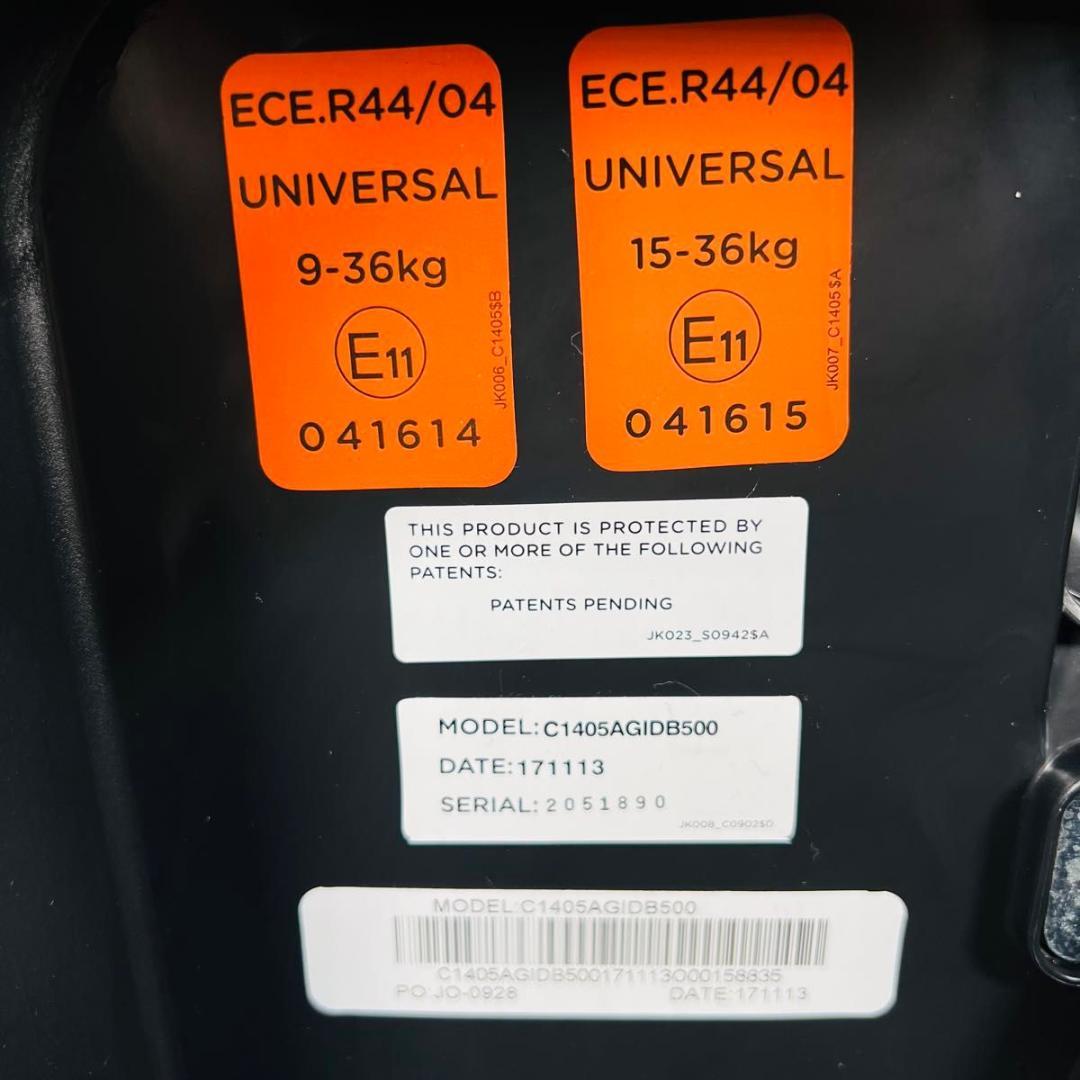 ECE.R44/04
UNIVERSAL
9-36kg
E11
041614
JK006_C1405$B
ECE.R44/04
UNIVERSAL
15-36kg
E11
041615
JK007_C1405$A
THIS PRODUCT IS PROTECTED BY
ONE OR MORE OF THE FOLLOWING
PATENTS:
PATENTS PENDING
JK023_S0942$A
MODEL:C1405AGIDB500
DATE:171113
SERIAL:2051890
JK008_C0902$D
MODEL:C1405AGIDB500
C1405AGIDB500171113000158835
PO:JO-0928 DATE:171113